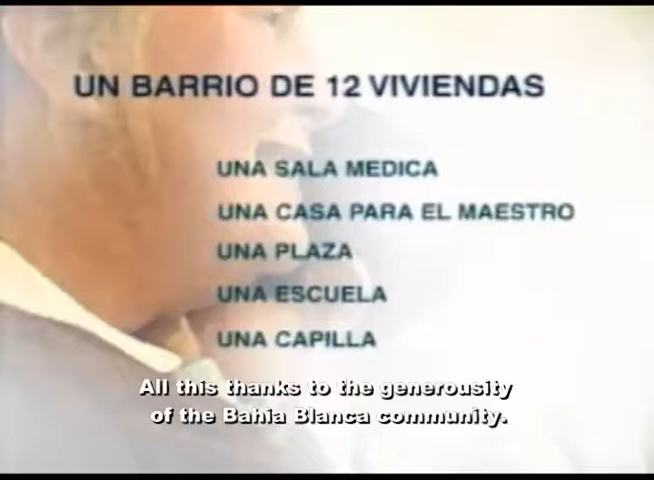 UN BARRIO DE 12 VIVIENDAS
UNA SALA MEDICA
UNA CASA PARA EL MAESTRO
UNA PLAZA
UNA ESCUELA
UNA CAPILLA
All this thanks to the generousity
of the Bahia Blanca community.